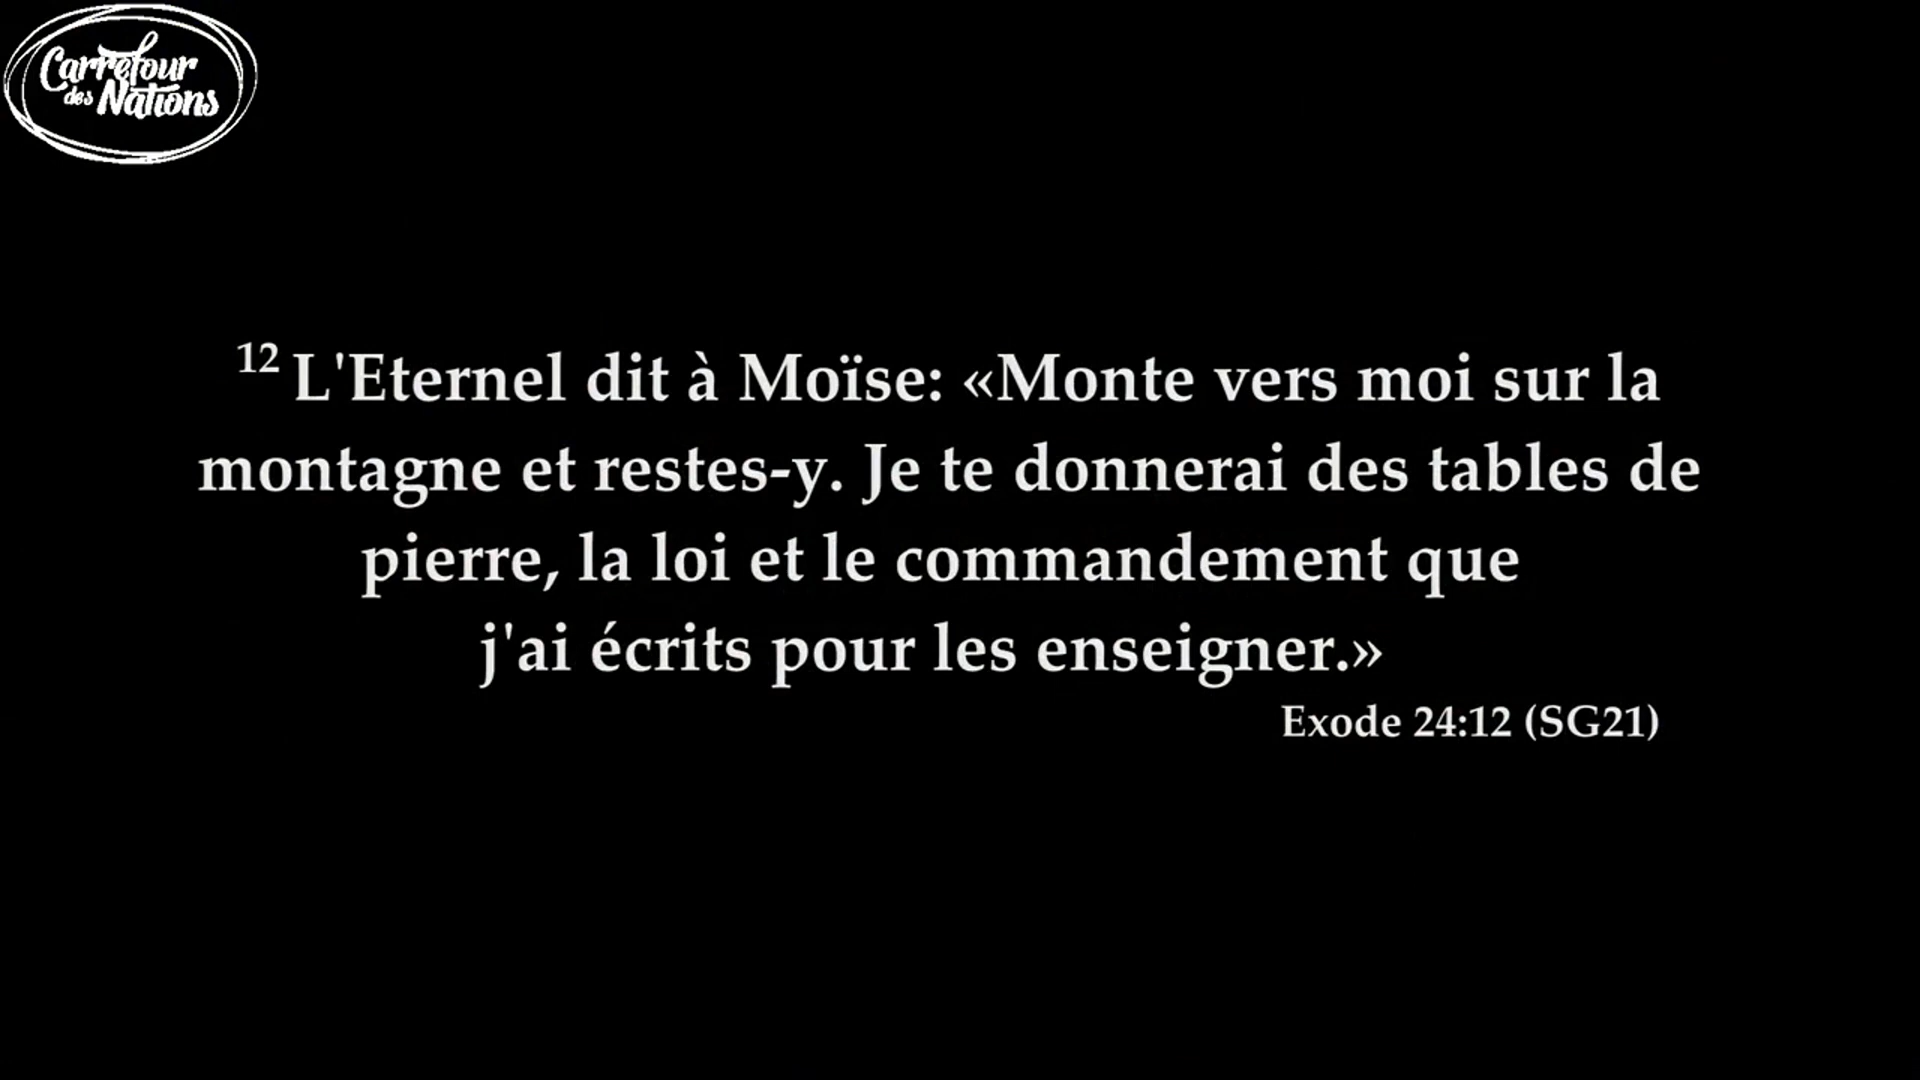 Carrefour
des Nations
12 L'Eternel dit à Moïse: «Monte vers moi sur la
montagne et restes-y. Je te donnerai des tables de
pierre, la loi et le commandement que
j'ai écrits pour les enseigner.»
Exode 24:12 (SG21)